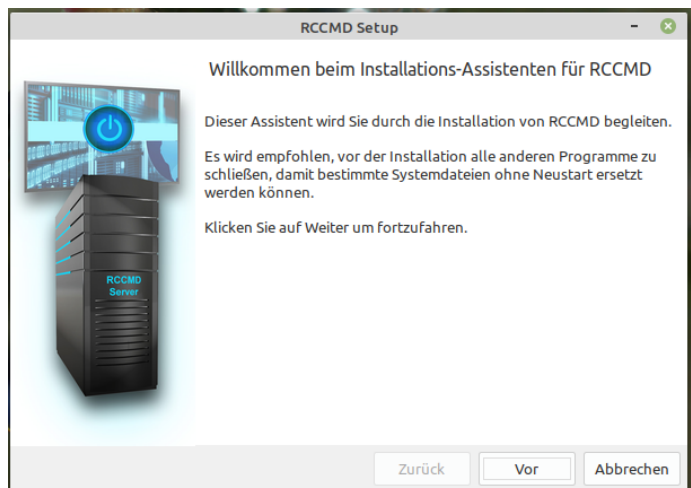 RCCMD Setup
Willkommen beim Installations-Assistenten für RCCMD
Dieser Assistent wird Sie durch die Installation von RCCMD begleiten.
Es wird empfohlen, vor der Installation alle anderen Programme zu
schließen, damit bestimmte Systemdateien ohne Neustart ersetzt
werden können.
Klicken Sie auf Weiter um fortzufahren.
RCCMD
Server
Zurück
Vor
Abbrechen